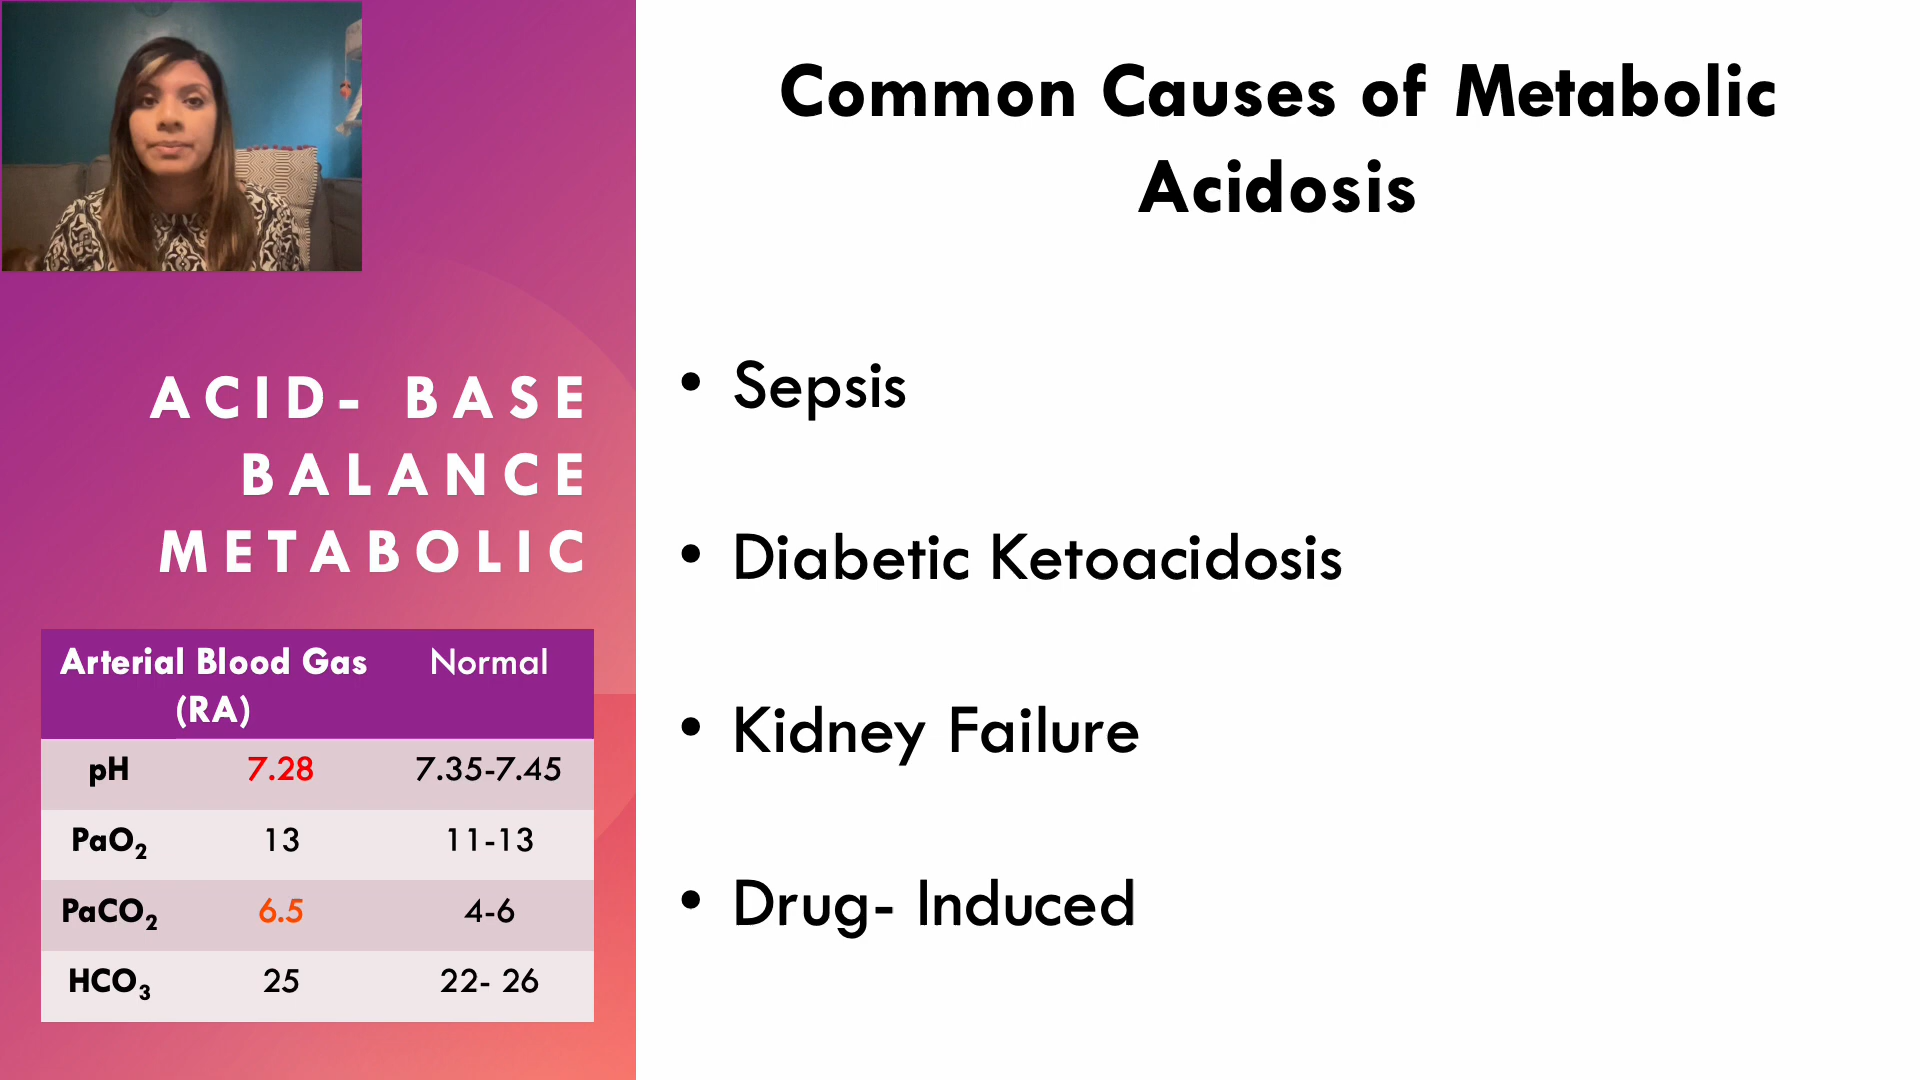 Common Causes of Metabolic
Acidosis
ACID- BASE
BALANCE
METABOLIC
Arterial Blood Gas Normal
(RA)
pH 7.28 7.35-7.45
PaO₂ 13 11-13
PaCO₂ 6.5 4-6
HCO₃ 25 22- 26
• Sepsis
• Diabetic Ketoacidosis
• Kidney Failure
• Drug- Induced